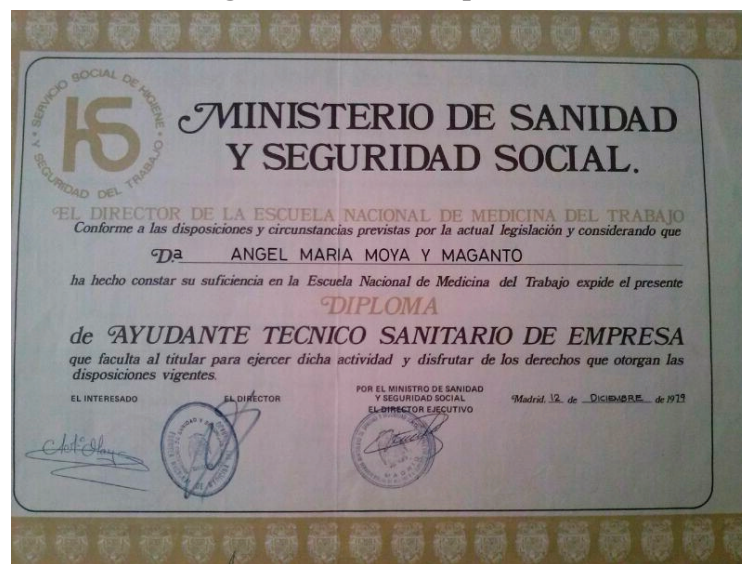 SERVICIO SOCIAL DE HIGIENE
Y SEGURIDAD DEL TRABAJO
HS
MINISTERIO DE SANIDAD
Y SEGURIDAD SOCIAL.
EL DIRECTOR DE LA ESCUELA NACIONAL DE MEDICINA DEL TRABAJO
Conforme a las disposiciones y circunstancias previstas por la actual legislación y considerando que
D.a ANGEL MARIA MOYA Y MAGANTO
ha hecho constar su suficiencia en la Escuela Nacional de Medicina del Trabajo expide el presente
DIPLOMA
de AYUDANTE TECNICO SANITARIO DE EMPRESA
que faculta al titular para ejercer dicha actividad y disfrutar de los derechos que otorgan las
disposiciones vigentes.
EL INTERESADO
EL DIRECTOR
POR EL MINISTRO DE SANIDAD
Y SEGURIDAD SOCIAL
EL DIRECTOR EJECUTIVO
Madrid, 12 de DICIEMBRE de 1979